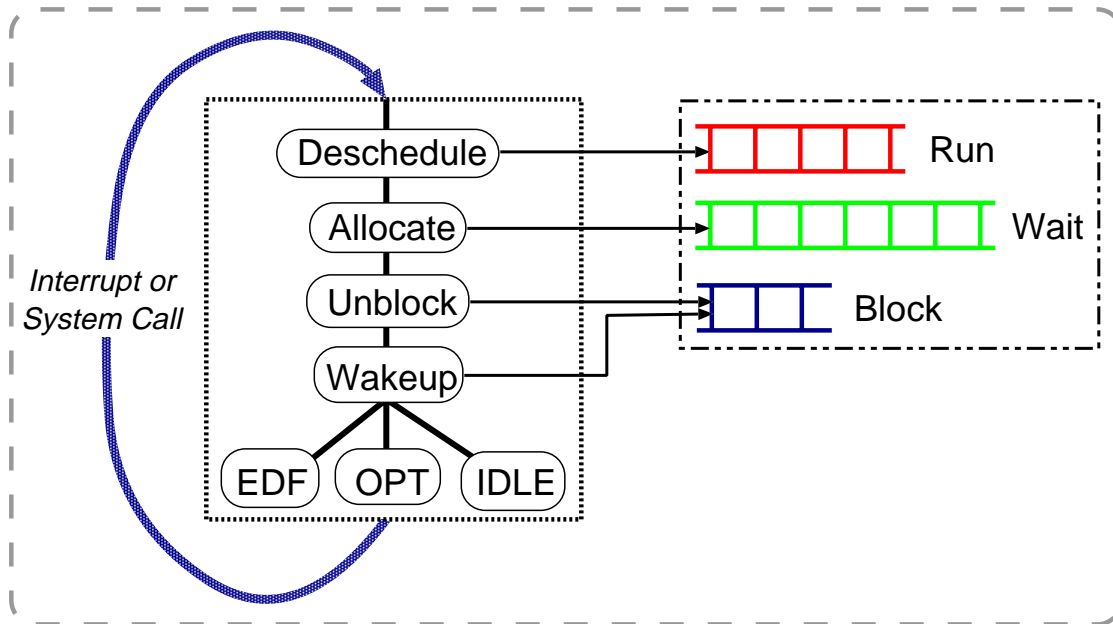 Deschedule
Allocate
Unblock
Wakeup
EDF OPT IDLE
Interrupt or
System Call
Run
Wait
Block